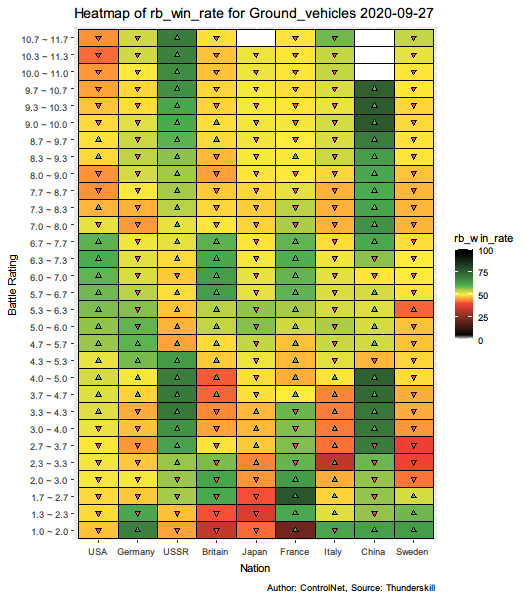 Heatmap of rb_win_rate for Ground_vehicles 2020-09-27
Battle Rating
10.7 ~ 11.7
10.3 ~ 11.3
10.0 ~ 11.0
9.7 ~ 10.7
9.3 ~ 10.3
9.0 ~ 10.0
8.7 ~ 9.7
8.3 ~ 9.3
8.0 ~ 9.0
7.7 ~ 8.7
7.3 ~ 8.3
7.0 ~ 8.0
6.7 ~ 7.7
6.3 ~ 7.3
6.0 ~ 7.0
5.7 ~ 6.7
5.3 ~ 6.3
5.0 ~ 6.0
4.7 ~ 5.7
4.3 ~ 5.3
4.0 ~ 5.0
3.7 ~ 4.7
3.3 ~ 4.3
3.0 ~ 4.0
2.7 ~ 3.7
2.3 ~ 3.3
2.0 ~ 3.0
1.7 ~ 2.7
1.3 ~ 2.3
1.0 ~ 2.0
USA Germany USSR Britain Japan France Italy China Sweden
Nation
rb_win_rate
100
75
50
25
0
Author: ControlNet, Source: Thunderskill